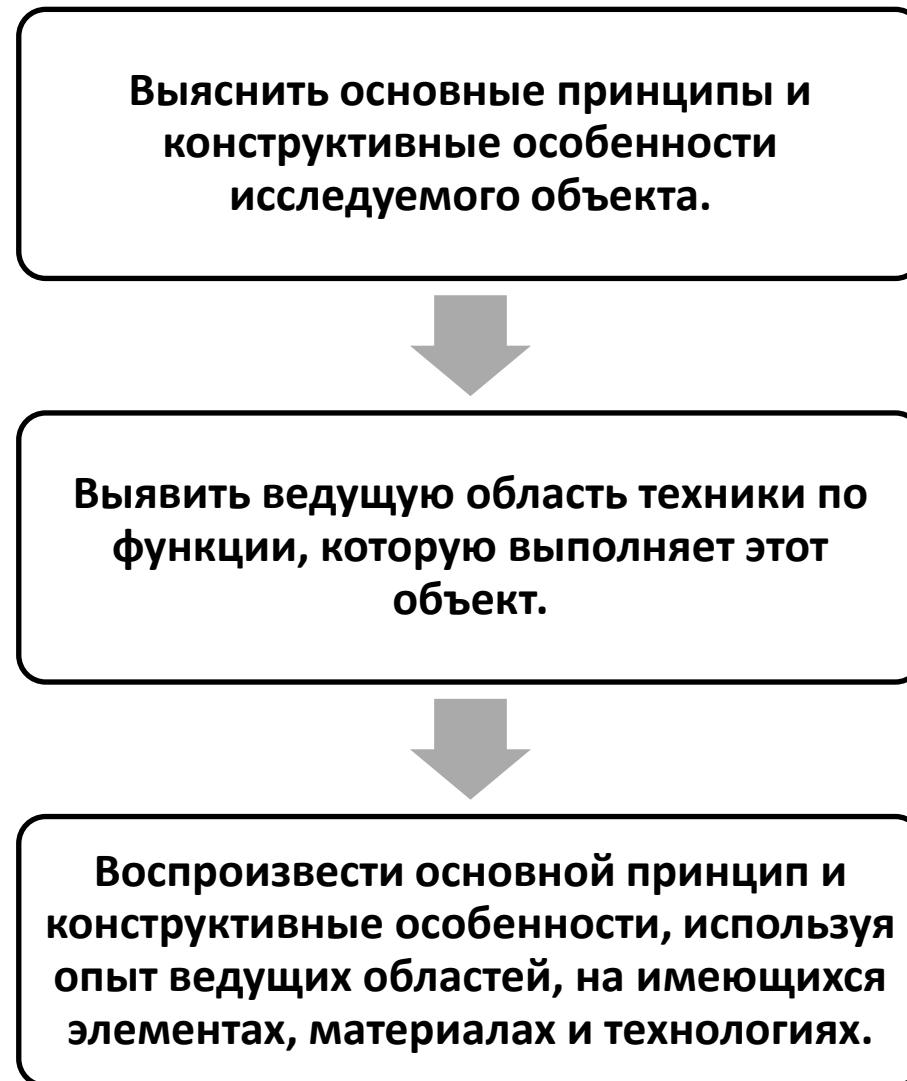 Выяснить основные принципы и
конструктивные особенности
исследуемого объекта.
Выявить ведущую область техники по
функции, которую выполняет этот
объект.
Воспроизвести основной принцип и
конструктивные особенности, используя
опыт ведущих областей, на имеющихся
элементах, материалах и технологиях.